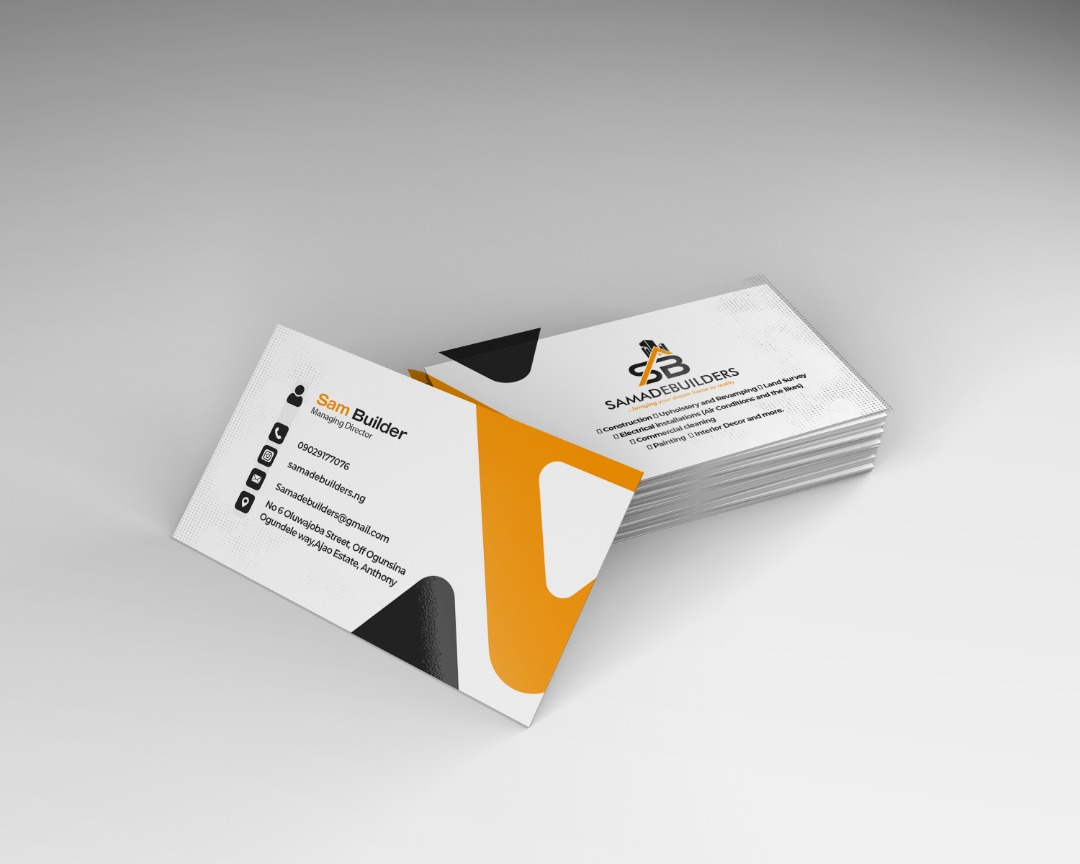 Sam Builder
Managing Director
09029177076
samadebuilders.ng
Samadebuilders@gmail.com
No 6 Oluwajoba Street, Off Ogunsina
Ogundele way,Ajao Estate, Anthony
SB
SAMADEBUILDERS
...bringing your dream home to reality
▯ Construction ▯ Upholstery and Revamping ▯ Land Survey
▯ Electrical Installations (Air Conditions and the likes)
▯ Commercial cleaning
▯ Painting ▯ Interior Decor and more.